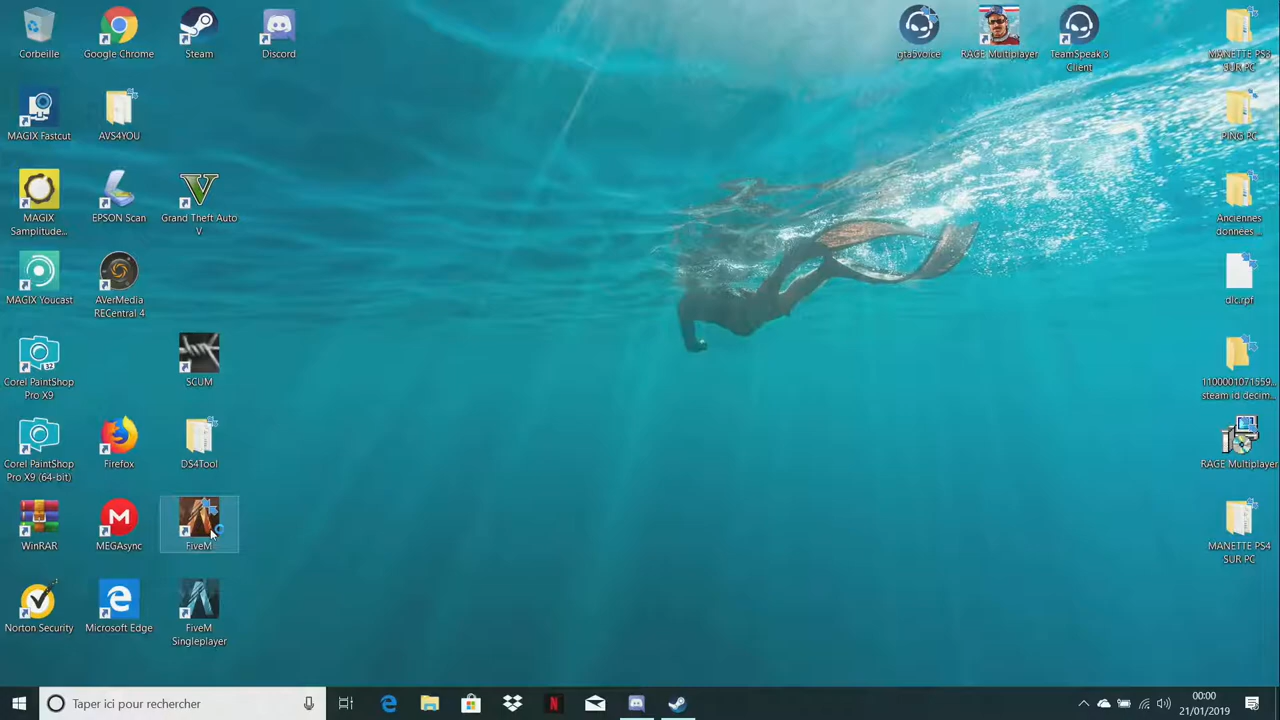 Corbeille
Google Chrome
Steam
Discord
gta5voice
RAGE Multiplayer
TeamSpeak 3
Client
MANETTE PS3
SUR PC
MAGIX Fastcut
AVS4YOU
PING PC
MAGIX
Samplitude...
EPSON Scan
Grand Theft Auto
V
Anciennes
données ...
MAGIX Youcast
AVerMedia
RECentral 4
dlc.rpf
Corel PaintShop
Pro X9
SCUM
1100001071559...
steam id decim...
Corel PaintShop
Pro X9 (64-bit)
Firefox
DS4Tool
RAGE Multiplayer
WinRAR
MEGAsync
FiveM
MANETTE PS4
SUR PC
Norton Security
Microsoft Edge
FiveM
Singleplayer
Taper ici pour rechercher
00:00
21/01/2019